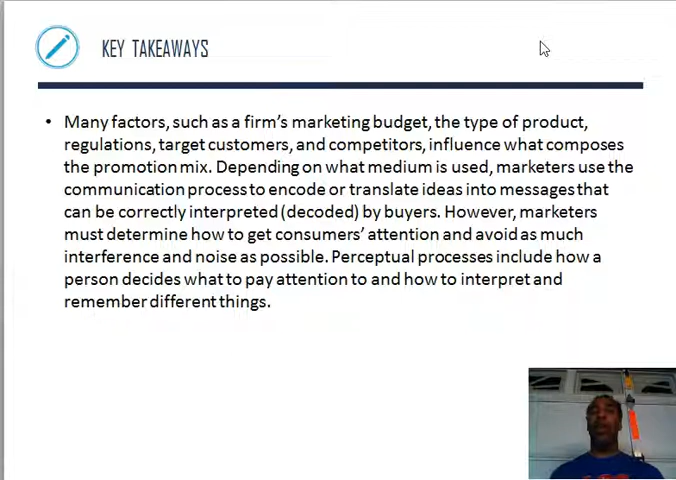 KEY TAKEAWAYS
• Many factors, such as a firm's marketing budget, the type of product,
regulations, target customers, and competitors, influence what composes
the promotion mix. Depending on what medium is used, marketers use the
communication process to encode or translate ideas into messages that
can be correctly interpreted (decoded) by buyers. However, marketers
must determine how to get consumers' attention and avoid as much
interference and noise as possible. Perceptual processes include how a
person decides what to pay attention to and how to interpret and
remember different things.